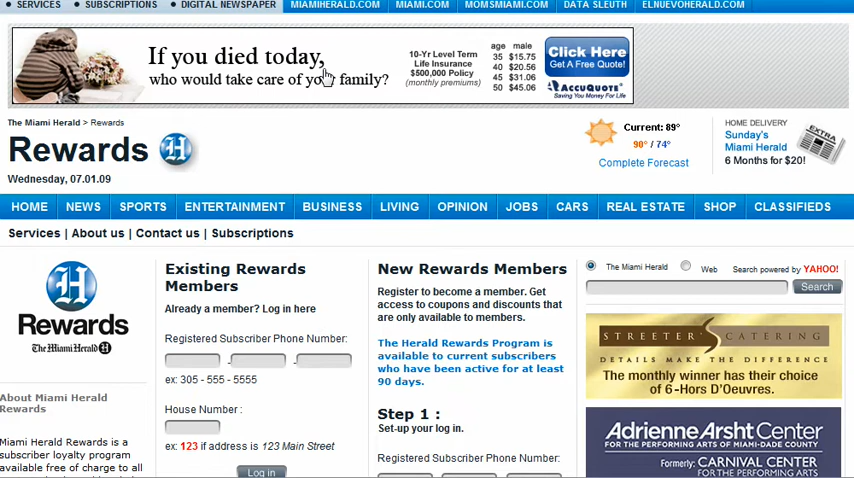 SERVICES SUBSCRIPTIONS DIGITAL NEWSPAPER MIAMIHERALD.COM MIAMI.COM MOMSMIAMI.COM DATA SLEUTH ELNUEVOHERALD.COM
If you died today,
who would take care of your family?
10-Yr Level Term
Life Insurance
$500,000 Policy
(monthly premiums)
age male
35 $15.75
40 $20.56
45 $31.06
50 $45.06
Click Here
Get A Free Quote!
ACCUQUOTE
Saving You Money For Life
The Miami Herald > Rewards
Rewards H
Wednesday, 07.01.09
Current: 89°
90° / 74°
Complete Forecast
HOME DELIVERY
Sunday's
Miami Herald
6 Months for $20!
EXTRA
HOME NEWS SPORTS ENTERTAINMENT BUSINESS LIVING OPINION JOBS CARS REAL ESTATE SHOP CLASSIFIEDS
Services | About us | Contact us | Subscriptions
H
Rewards
The Miami Herald H
About Miami Herald
Rewards
Miami Herald Rewards is a
subscriber loyalty program
available free of charge to all
Existing Rewards
Members
Already a member? Log in here
Registered Subscriber Phone Number:
- -
ex: 305 - 555 - 5555
House Number :
ex: 123 if address is 123 Main Street
Log in
New Rewards Members
Register to become a member. Get
access to coupons and discounts that
are only available to members.
The Herald Rewards Program is
available to current subscribers
who have been active for at least
90 days.
Step 1 :
Set-up your log in.
Registered Subscriber Phone Number:
The Miami Herald Web Search powered by YAHOO!
Search
STREETER'S CATERING
DETAILS MAKE THE DIFFERENCE
The monthly winner has their choice
of 6-Hors D'Oeuvres.
Adrienne Arsht Center
FOR THE PERFORMING ARTS OF MIAMI-DADE COUNTY
Formerly: CARNIVAL CENTER
FOR THE PERFORMING ARTS